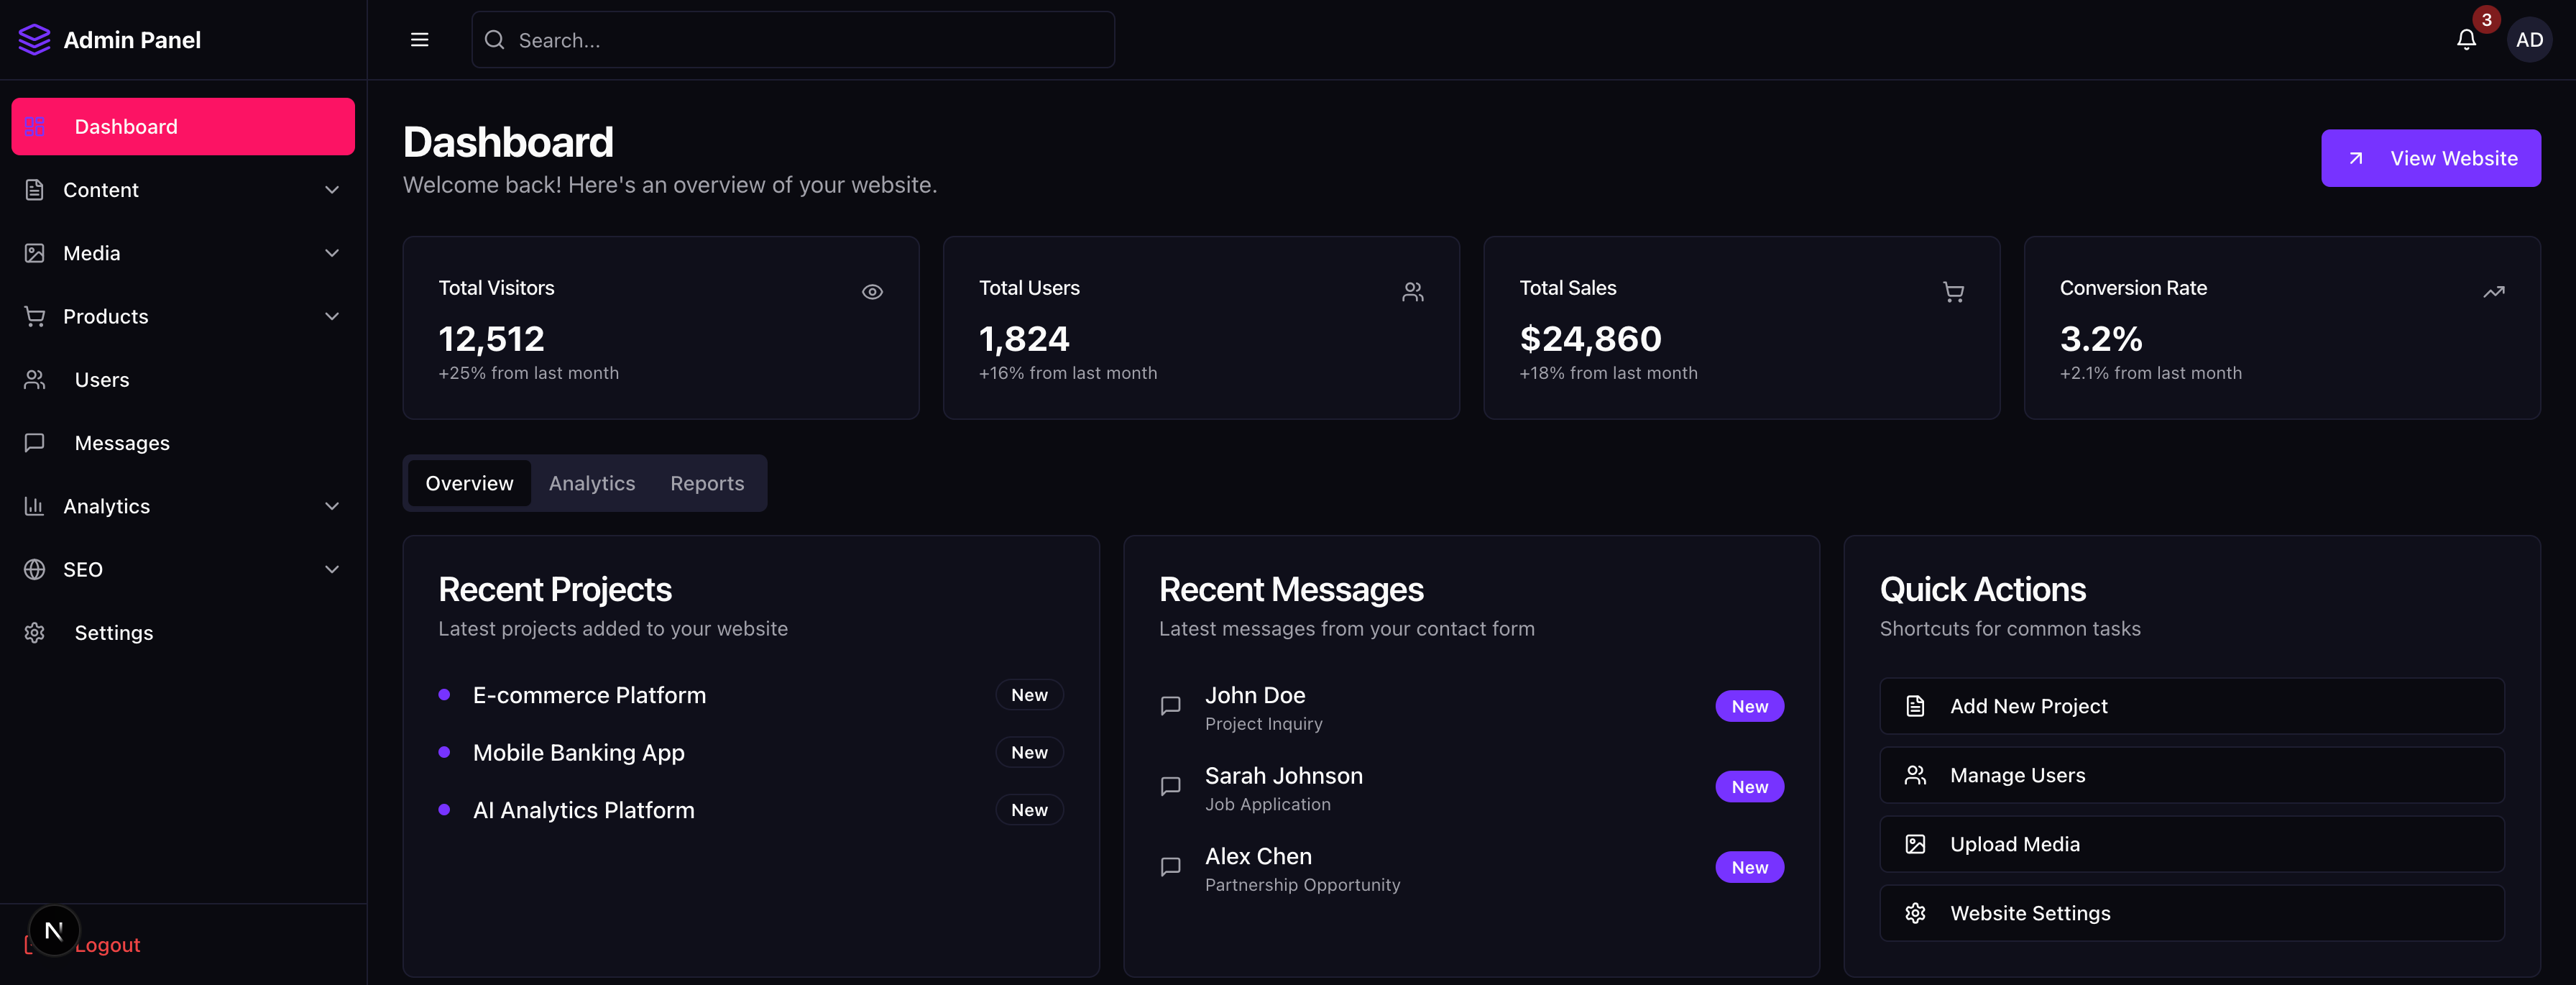 Admin Panel
Search...
3
AD
Dashboard
Content
Media
Products
Users
Messages
Analytics
SEO
Settings
N
Logout
Dashboard
Welcome back! Here's an overview of your website.
View Website
Total Visitors
12,512
+25% from last month
Total Users
1,824
+16% from last month
Total Sales
$24,860
+18% from last month
Conversion Rate
3.2%
+2.1% from last month
Overview
Analytics
Reports
Recent Projects
Latest projects added to your website
E-commerce Platform
New
Mobile Banking App
New
AI Analytics Platform
New
Recent Messages
Latest messages from your contact form
John Doe
Project Inquiry
New
Sarah Johnson
Job Application
New
Alex Chen
Partnership Opportunity
New
Quick Actions
Shortcuts for common tasks
Add New Project
Manage Users
Upload Media
Website Settings